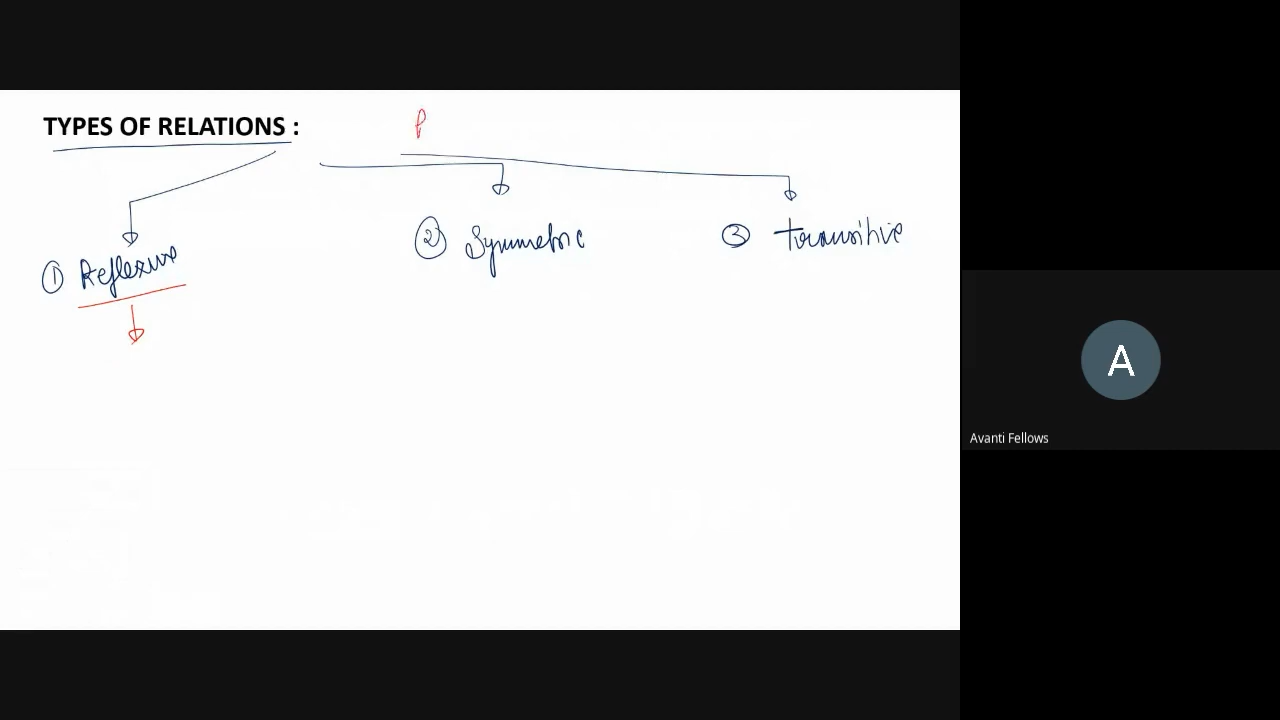 TYPES OF RELATIONS :
① Reflexive
② Symmetric
③ transitive
A
Avanti Fellows